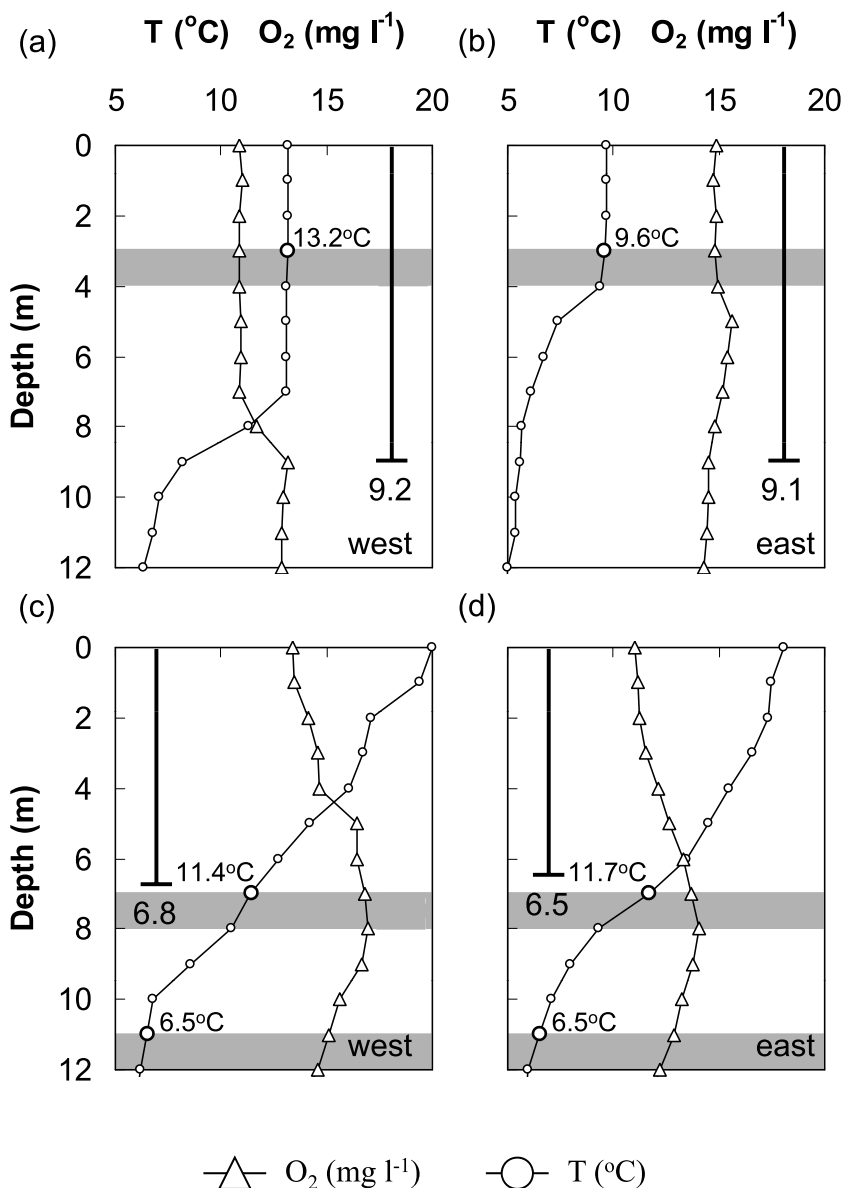 (a) T (°C) O₂ (mg l⁻¹) (b) T (°C) O₂ (mg l⁻¹)
5 10 15 20 5 10 15 20
0
2
13.2°C 9.6°C
4
6
Depth (m)
8
9.2 9.1
10
west east
12
(c) (d)
0
2
4
6
Depth (m)
11.4°C 11.7°C
6.8 6.5
8
10
6.5°C 6.5°C
west east
12
O₂ (mg l⁻¹) T (°C)